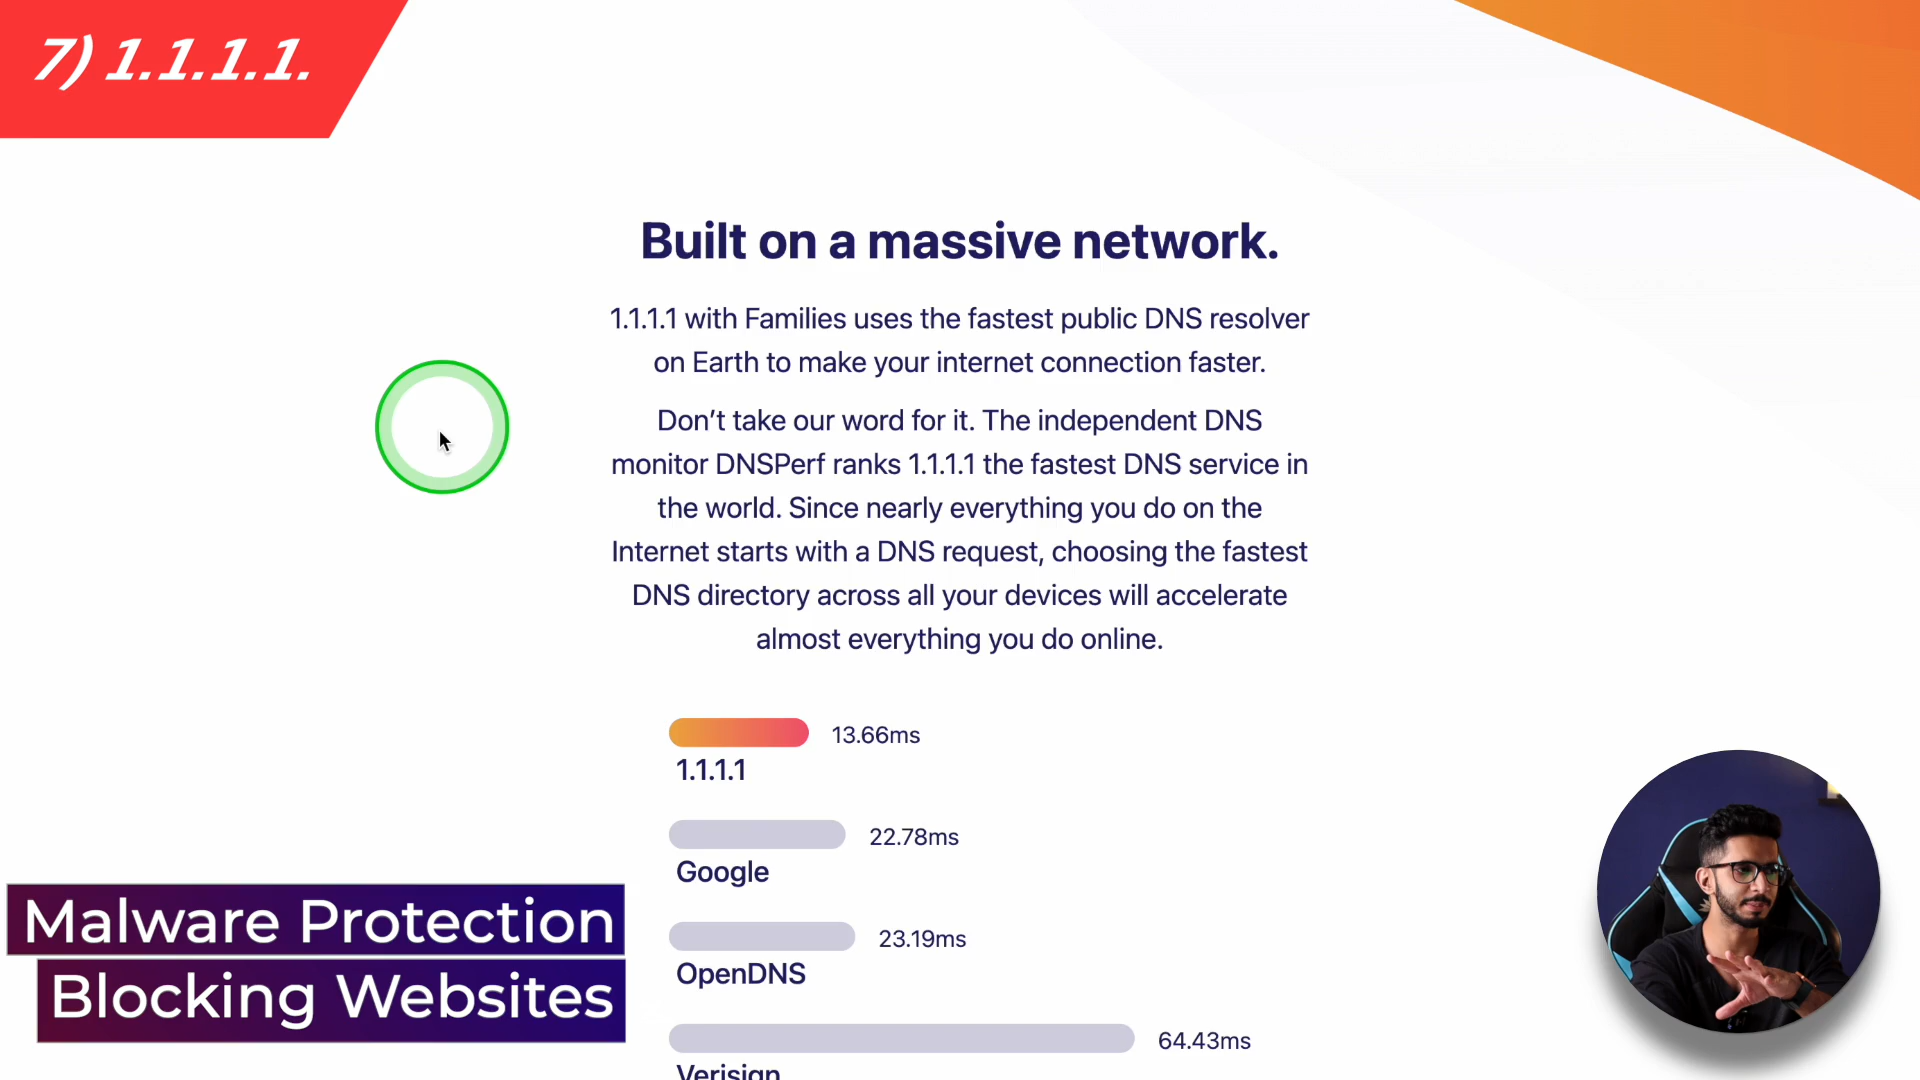 7) 1.1.1.1.
Built on a massive network.
1.1.1.1 with Families uses the fastest public DNS resolver
on Earth to make your internet connection faster.
Don’t take our word for it. The independent DNS
monitor DNSPerf ranks 1.1.1.1 the fastest DNS service in
the world. Since nearly everything you do on the
Internet starts with a DNS request, choosing the fastest
DNS directory across all your devices will accelerate
almost everything you do online.
13.66ms
1.1.1.1
22.78ms
Google
23.19ms
OpenDNS
64.43ms
Verisign
Malware Protection
Blocking Websites